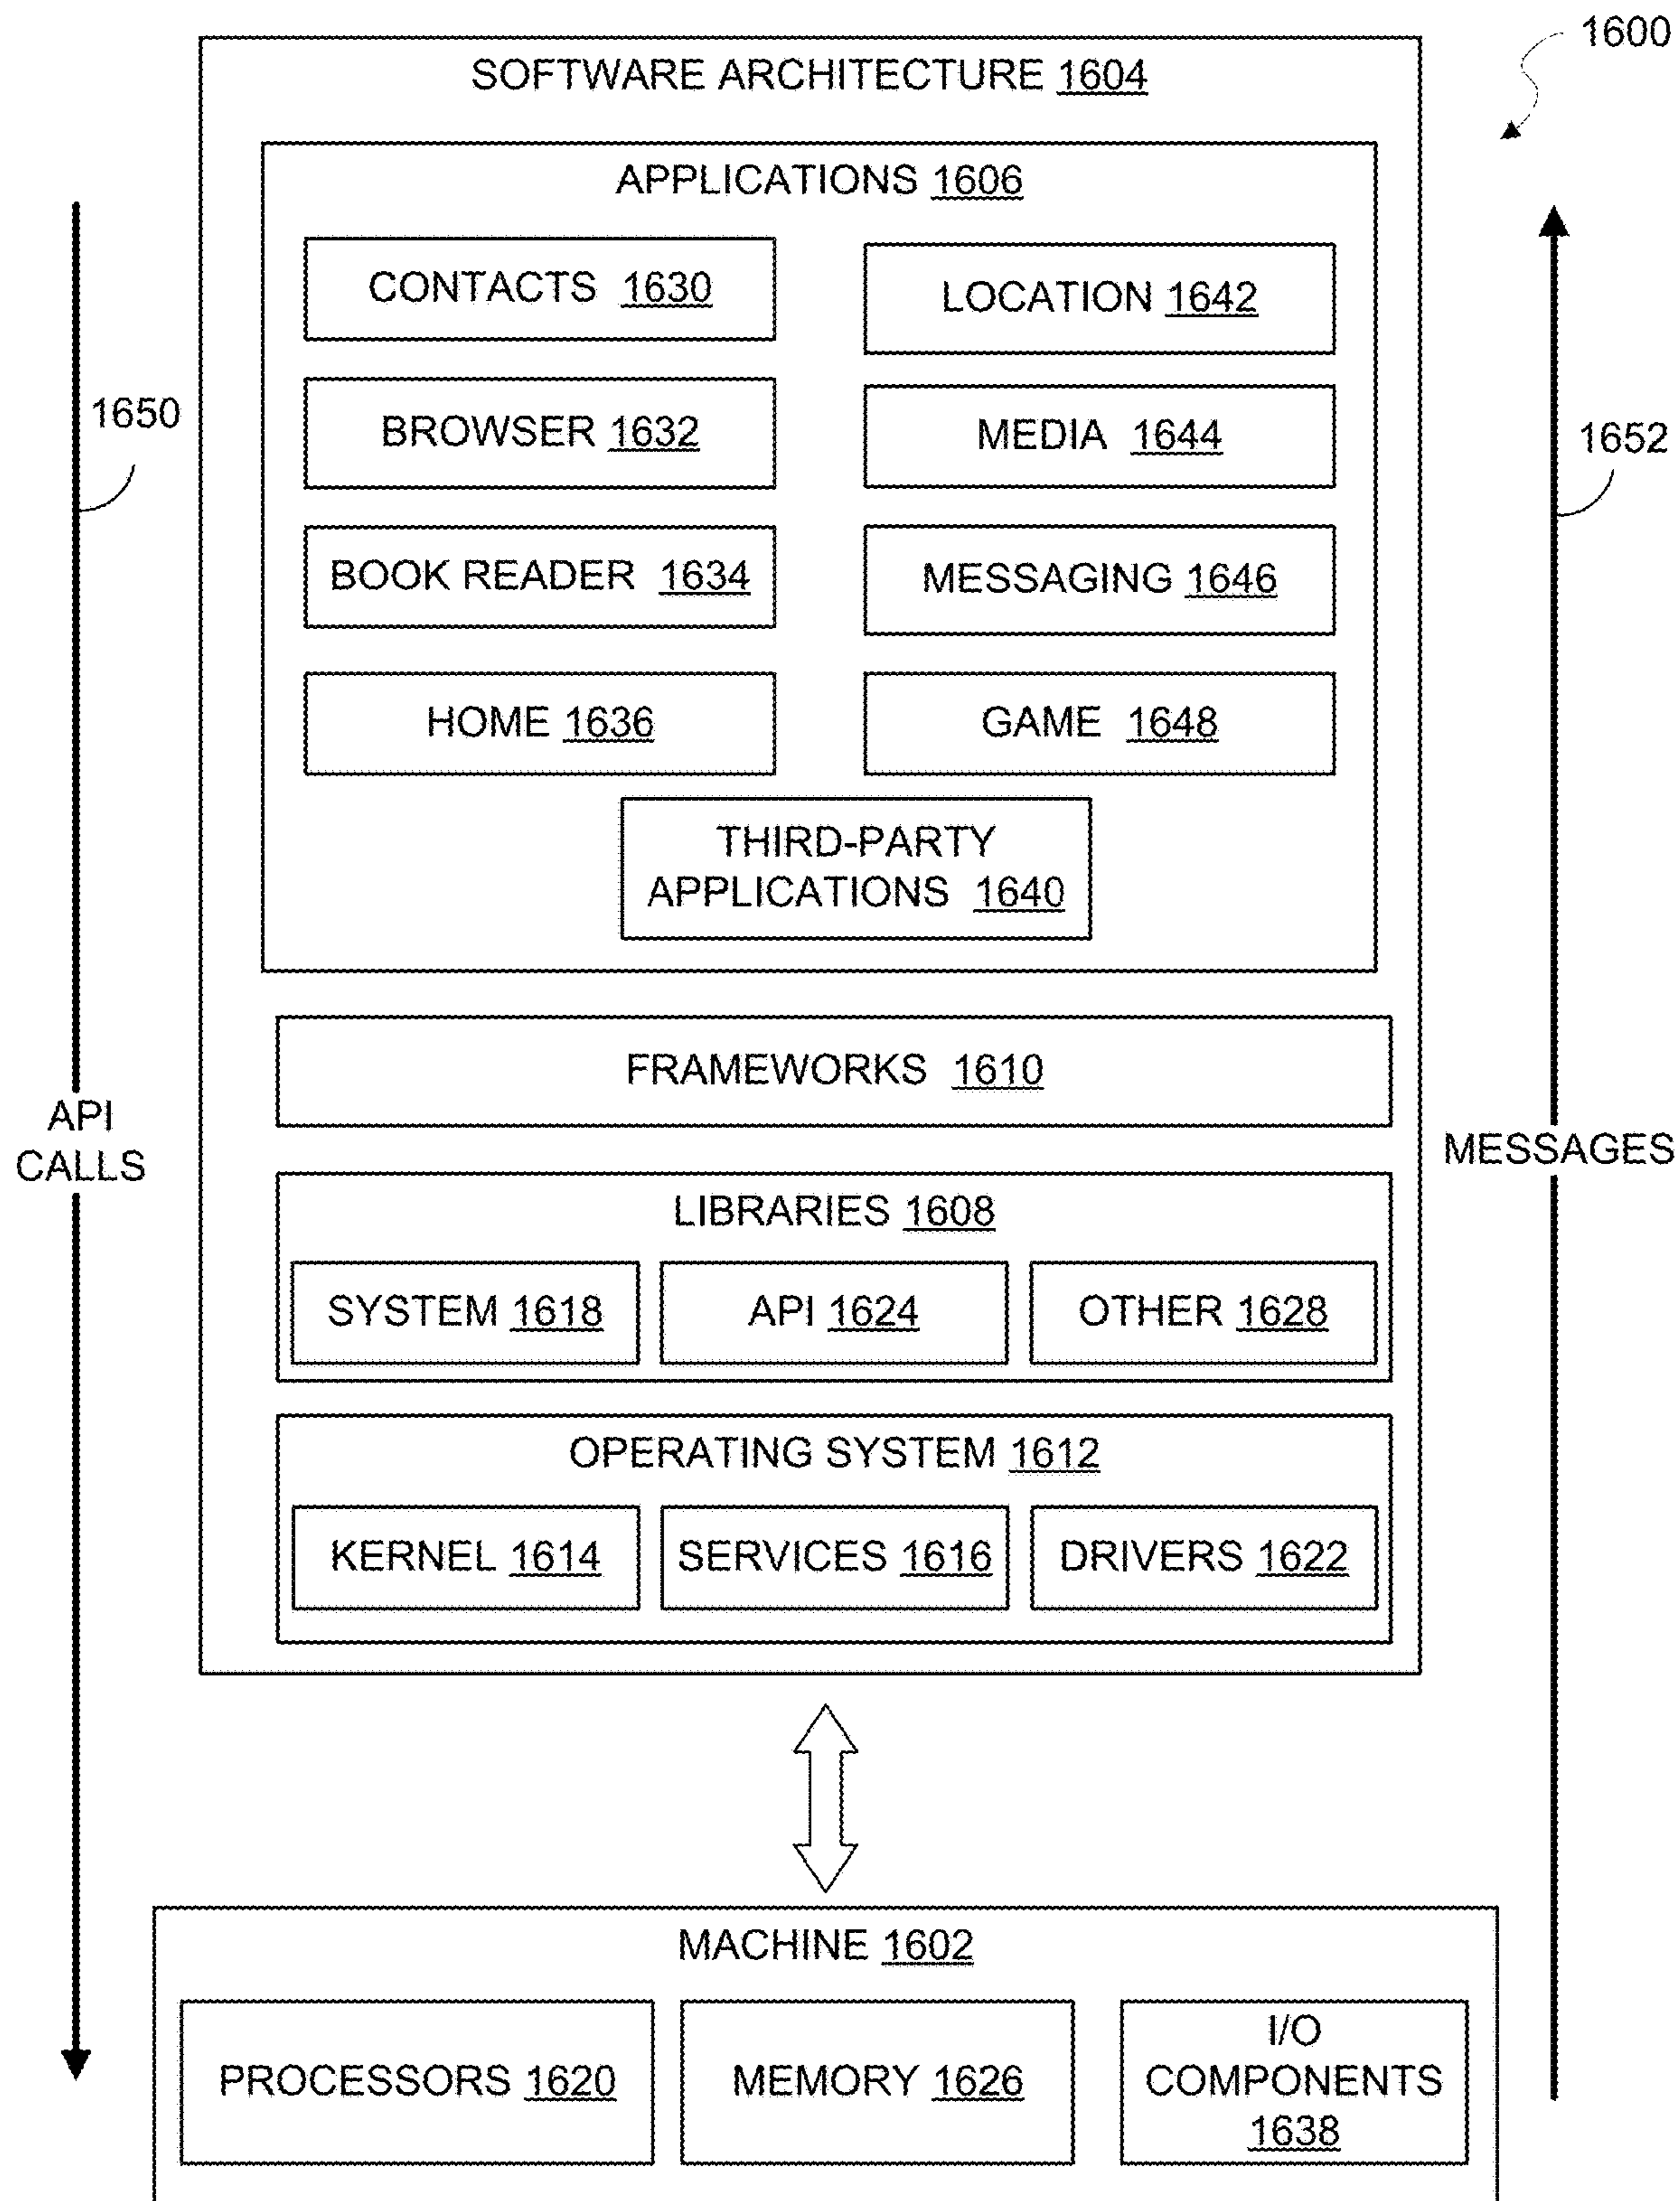 1600
SOFTWARE ARCHITECTURE 1604
APPLICATIONS 1606
CONTACTS 1630
LOCATION 1642
BROWSER 1632
MEDIA 1644
BOOK READER 1634
MESSAGING 1646
HOME 1636
GAME 1648
THIRD-PARTY
APPLICATIONS 1640
1650
1652
FRAMEWORKS 1610
API
CALLS
MESSAGES
LIBRARIES 1608
SYSTEM 1618
API 1624
OTHER 1628
OPERATING SYSTEM 1612
KERNEL 1614
SERVICES 1616
DRIVERS 1622
MACHINE 1602
PROCESSORS 1620
MEMORY 1626
I/O
COMPONENTS
1638